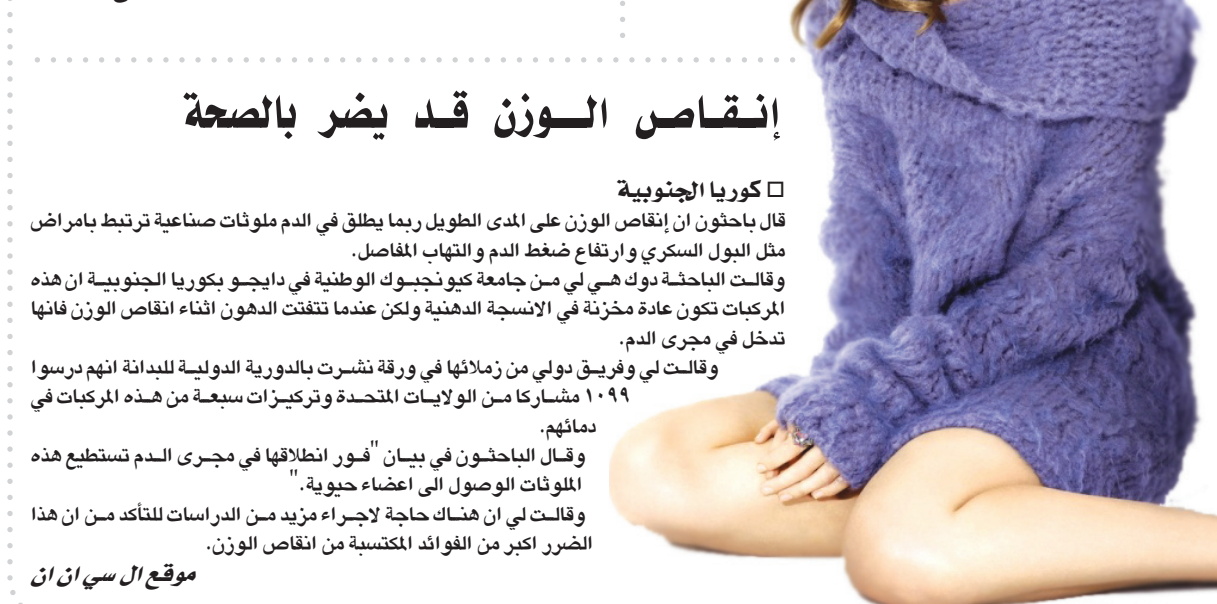 إنقاص الوزن قد يضر بالصحة
□ كوريا الجنوبية
قال باحثون ان إنقاص الوزن على المدى الطويل ربما يطلق في الدم ملوثات صناعية ترتبط بامراض
مثل البول السكري وارتفاع ضغط الدم والتهاب المفاصل.
وقالت الباحثة دوك هي لي من جامعة كيونجبوك الوطنية في دايجو بكوريا الجنوبية ان هذه
المركبات تكون عادة مخزنة في الانسجة الدهنية ولكن عندما تتفتت الدهون اثناء انقاص الوزن فانها
تدخل في مجرى الدم.
وقالت لي وفريق دولي من زملائها في ورقة نشرت بالدورية الدولية للبدانة انهم درسوا
١٠٩٩ مشاركا من الولايات المتحدة وتركيزات سبعة من هذه المركبات في
دمائهم.
وقال الباحثون في بيان "فور انطلاقها في مجرى الدم تستطيع هذه
الملوثات الوصول الى اعضاء حيوية."
وقالت لي ان هناك حاجة لاجراء مزيد من الدراسات للتأكد من ان هذا
الضرر اكبر من الفوائد المكتسبة من انقاص الوزن.
موقع ال سي ان ان